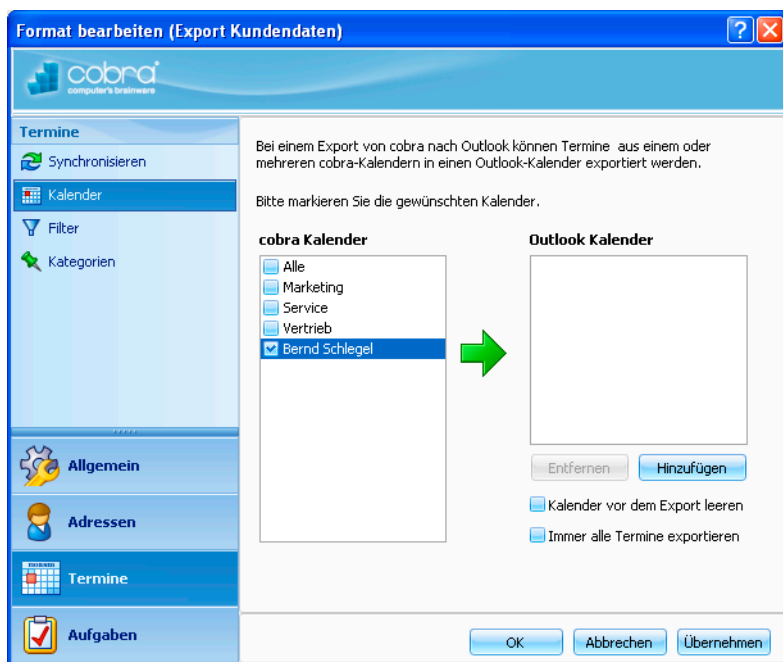 Format bearbeiten (Export Kundendaten)
cobra
computer's brainware
Termine
Synchronisieren
Kalender
Filter
Kategorien
Allgemein
Adressen
Termine
Aufgaben
Bei einem Export von cobra nach Outlook können Termine aus einem oder
mehreren cobra-Kalendern in einen Outlook-Kalender exportiert werden.
Bitte markieren Sie die gewünschten Kalender.
cobra Kalender
Alle
Marketing
Service
Vertrieb
Bernd Schlegel
Outlook Kalender
Entfernen
Hinzufügen
Kalender vor dem Export leeren
Immer alle Termine exportieren
OK
Abbrechen
Übernehmen